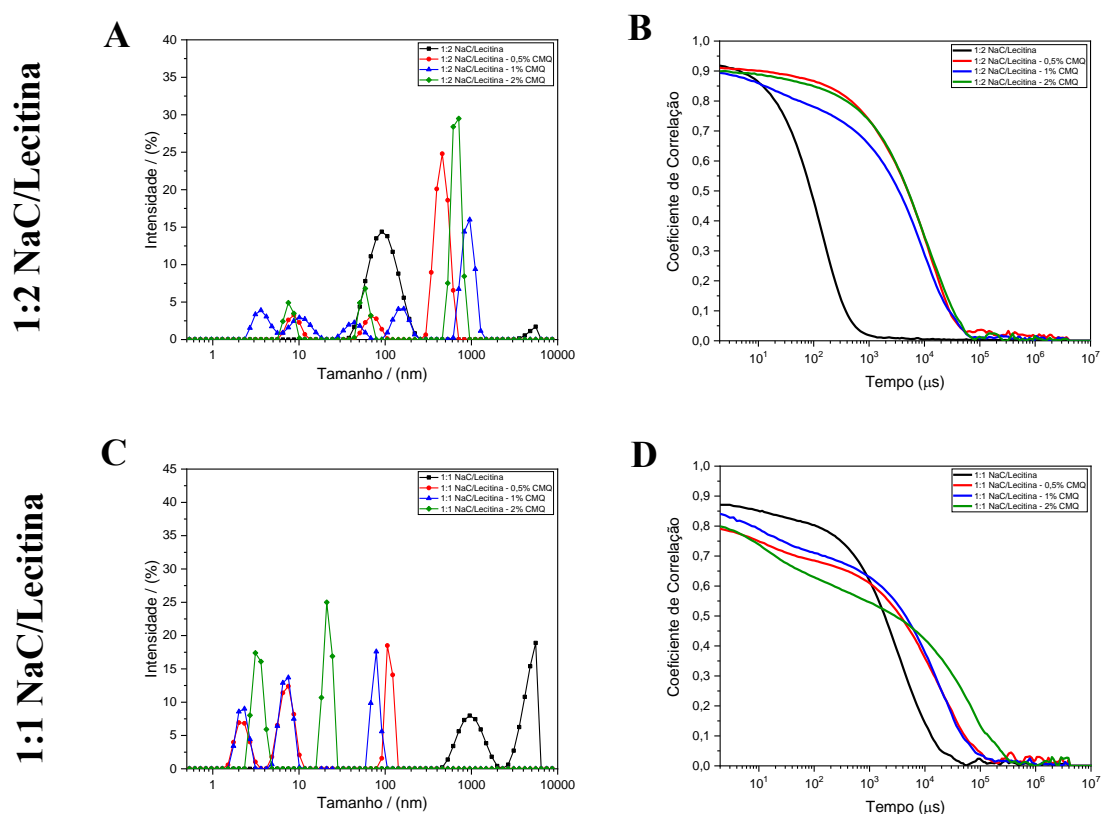 1:2 NaC/Lecitina
A
40
35
30
25
20
15
10
5
0
Intensidade / (%)
1:2 NaC/Lecitina
1:2 NaC/Lecitina - 0,5% CMQ
1:2 NaC/Lecitina - 1% CMQ
1:2 NaC/Lecitina - 2% CMQ
1 10 100 1000 10000
Tamanho / (nm)
B
1,0
0,9
0,8
0,7
0,6
0,5
0,4
0,3
0,2
0,1
0,0
Coeficiente de Correlação
1:2 NaC/Lecitina
1:2 NaC/Lecitina - 0,5% CMQ
1:2 NaC/Lecitina - 1% CMQ
1:2 NaC/Lecitina - 2% CMQ
10¹ 10² 10³ 10⁴ 10⁵ 10⁶ 10⁷
Tempo (μs)
1:1 NaC/Lecitina
C
45
40
35
30
25
20
15
10
5
0
Intensidade / (%)
1:1 NaC/Lecitina
1:1 NaC/Lecitina - 0,5% CMQ
1:1 NaC/Lecitina - 1% CMQ
1:1 NaC/Lecitina - 2% CMQ
1 10 100 1000 10000
Tamanho / (nm)
D
1,0
0,9
0,8
0,7
0,6
0,5
0,4
0,3
0,2
0,1
0,0
Coeficiente de Correlação
1:1 NaC/Lecitina
1:1 NaC/Lecitina - 0,5% CMQ
1:1 NaC/Lecitina - 1% CMQ
1:1 NaC/Lecitina - 2% CMQ
10¹ 10² 10³ 10⁴ 10⁵ 10⁶ 10⁷
Tempo (μs)